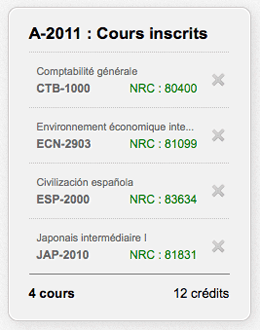 A-2011 : Cours inscrits
Comptabilité générale
CTB-1000 NRC : 80400
Environnement économique inte...
ECN-2903 NRC : 81099
Civilización española
ESP-2000 NRC : 83634
Japonais intermédiaire I
JAP-2010 NRC : 81831
4 cours 12 crédits